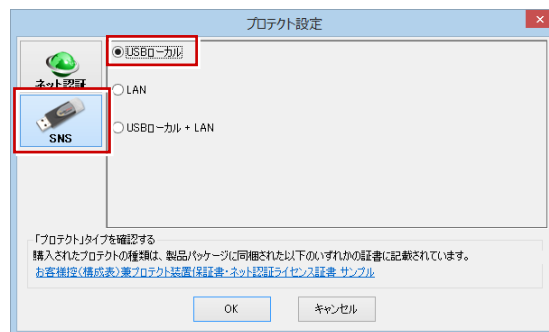 プロテクト設定
×
USBローカル
ネット認証
LAN
SNS
USBローカル + LAN
「プロテクト」タイプを確認する
購入されたプロテクトの種類は、製品パッケージに同梱された以下のいずれかの証書に記載されています。
お客様控(構成表)兼プロテクト装置保証書・ネット認証ライセンス証書 サンプル
OK
キャンセル